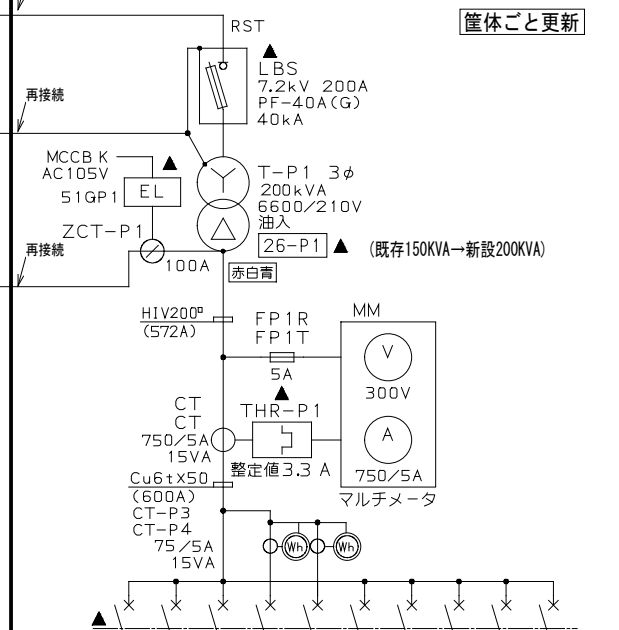 筐体ごと更新
RST
LBS
7.2kV 200A
PF-40A(G)
40kA
再接続
MCCB K
AC105V
51GP1
EL
T-P1 3φ
200kVA
6600/210V
油入
26-P1
(既存150KVA→新設200KVA)
ZCT-P1
100A
再接続
赤白青
HIV200□
(572A)
FP1R
FP1T
5A
MM
V
300V
CT
CT
750/5A
15VA
THR-P1
整定値3.3 A
A
750/5A
マルチメータ
Cu6tX50
(600A)
CT-P3
CT-P4
75/5A
15VA
Wh
Wh